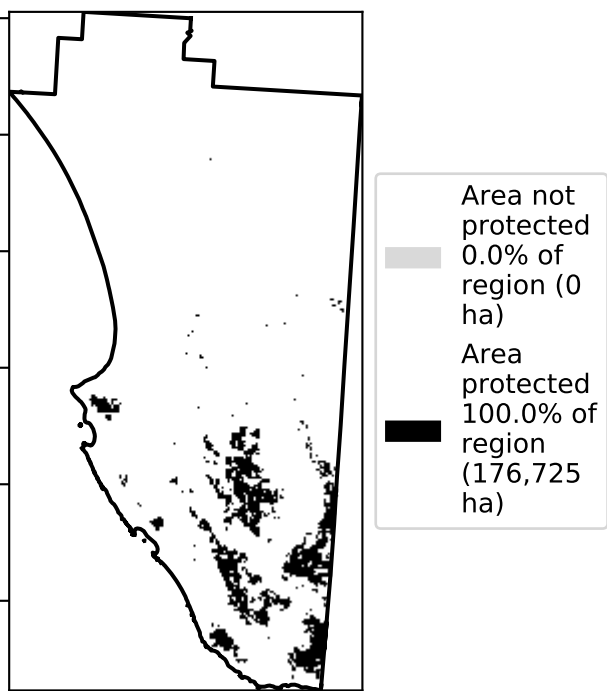 Area not
protected
0.0% of
region (0
ha)
Area
protected
100.0% of
region
(176,725
ha)